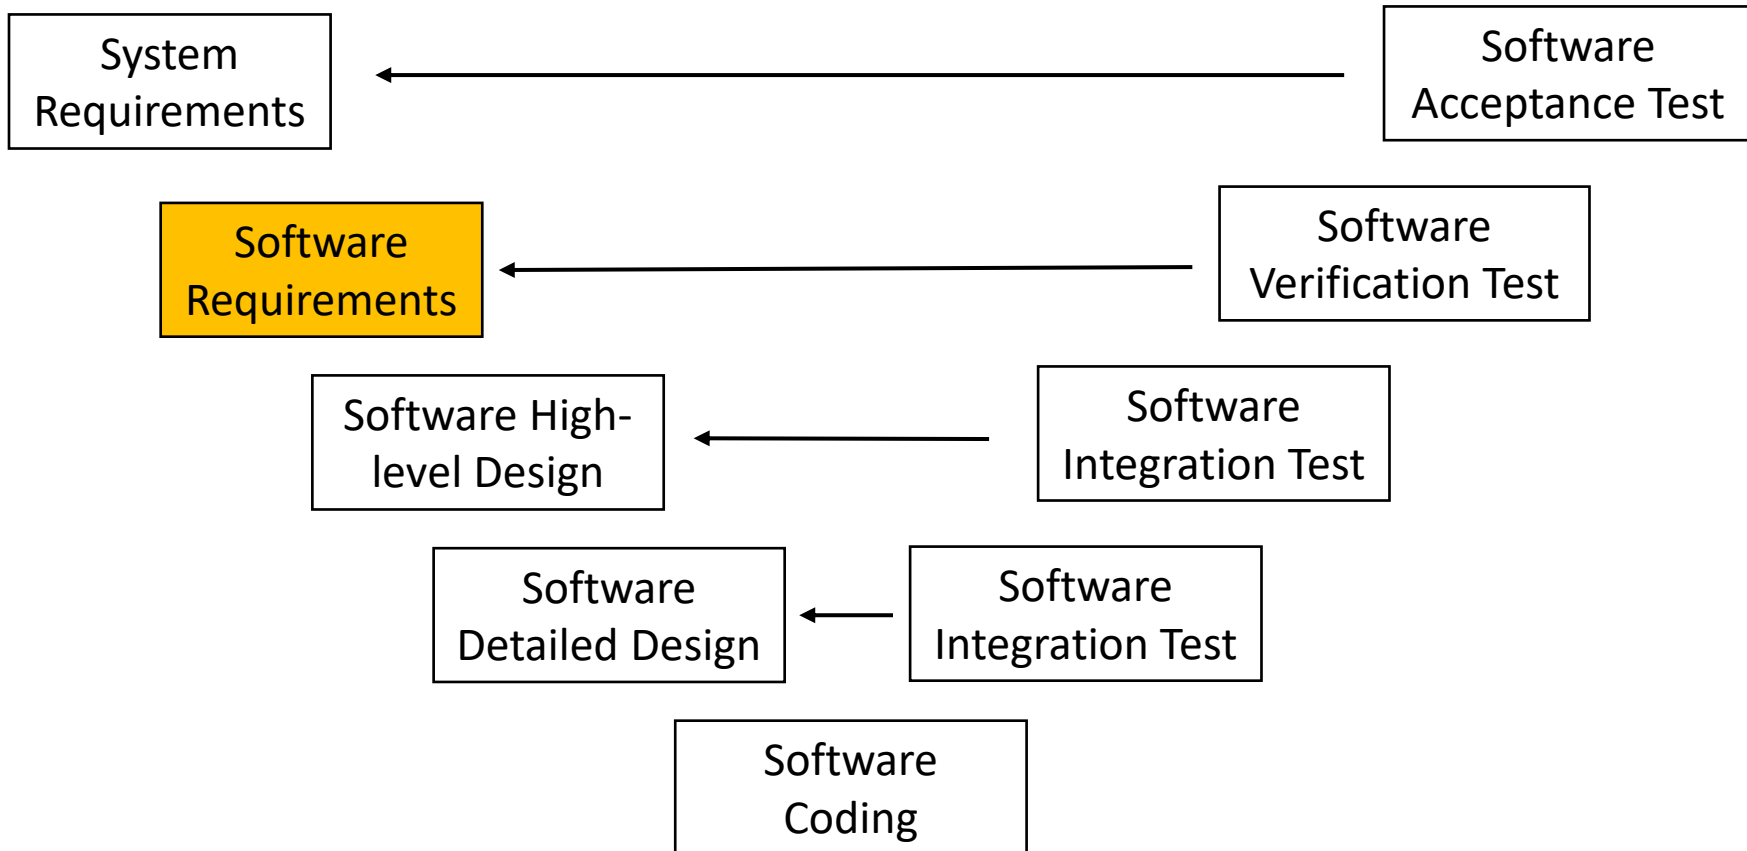 System
Requirements
Software
Acceptance Test
Software
Requirements
Software
Verification Test
Software High-
level Design
Software
Integration Test
Software
Detailed Design
Software
Integration Test
Software
Coding